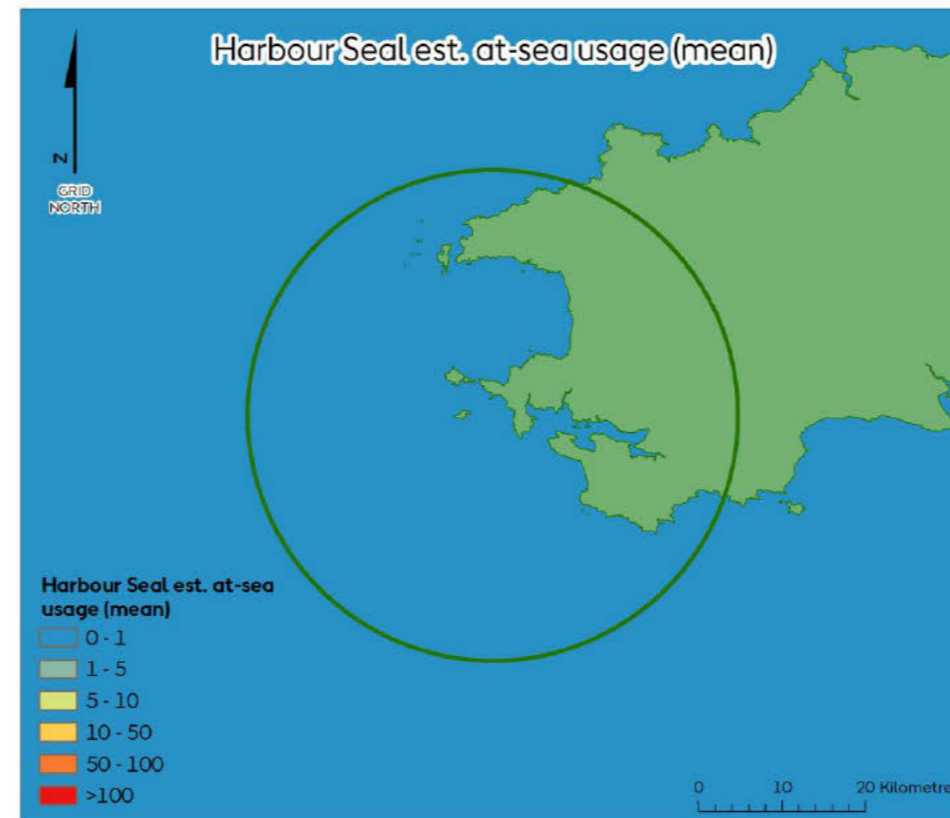 Harbour Seal est. at-sea usage (mean)
N
GRID
NORTH
Harbour Seal est. at-sea
usage (mean)
0 - 1
1 - 5
5 - 10
10 - 50
50 - 100
>100
0 10 20 Kilometre